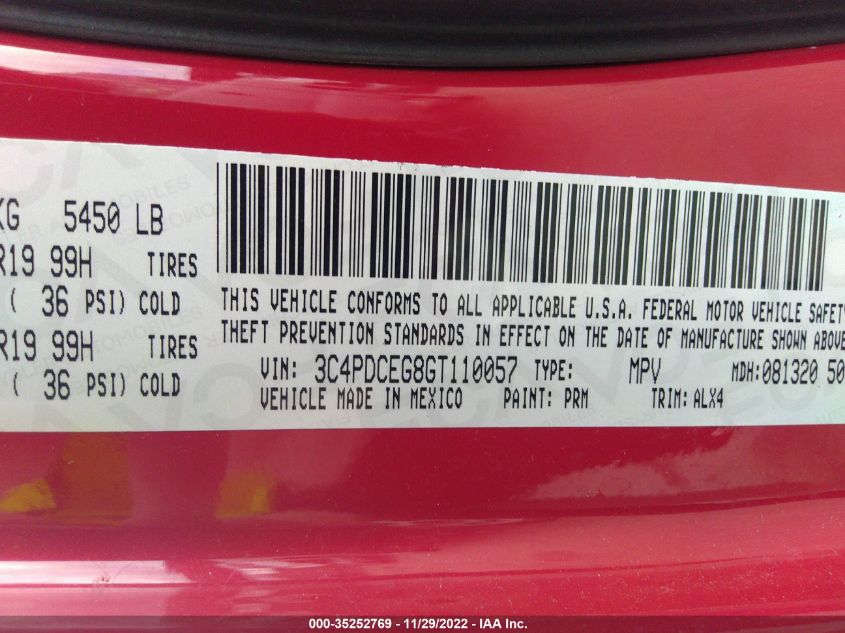 KG 5450 LB
R19 99H TIRES
( 36 PSI) COLD
R19 99H TIRES
( 36 PSI) COLD
THIS VEHICLE CONFORMS TO ALL APPLICABLE U.S.A. FEDERAL MOTOR VEHICLE SAFETY
THEFT PREVENTION STANDARDS IN EFFECT ON THE DATE OF MANUFACTURE SHOWN ABOVE
VIN: 3C4PDCEG8GT110057 TYPE: MPV MDH:081320 50
VEHICLE MADE IN MEXICO PAINT: PRM TRIM: ALX4
000-35252769 - 11/29/2022 - IAA Inc.